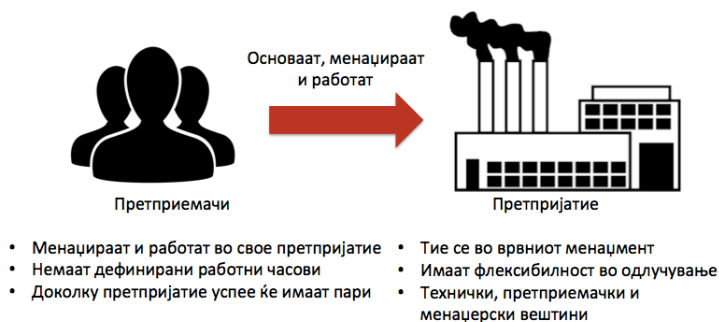 Основаат, менаџираат
и работат
Претприемачи
Претпријатие
• Менаџираат и работат во свое претпријатие
• Немаат дефинирани работни часови
• Доколку претпријатие успее ќе имаат пари
• Тие се во врвниот менаџмент
• Имаат флексибилност во одлучување
• Технички, претприемачки и
менаџерски вештини